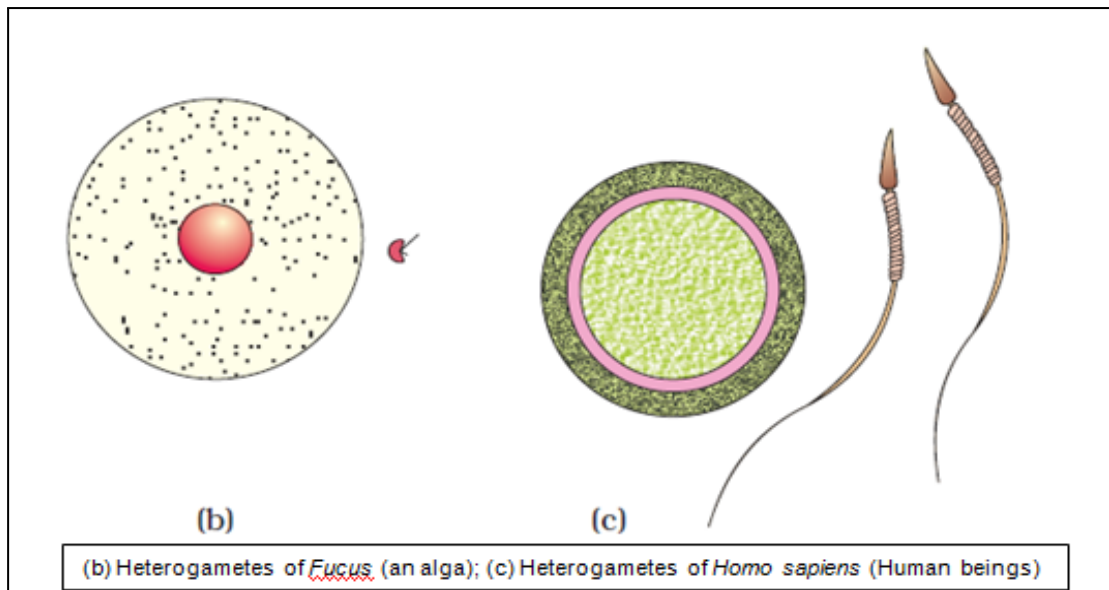 (b) (c)
(b) Heterogametes of Fucus (an alga); (c) Heterogametes of Homo sapiens (Human beings)